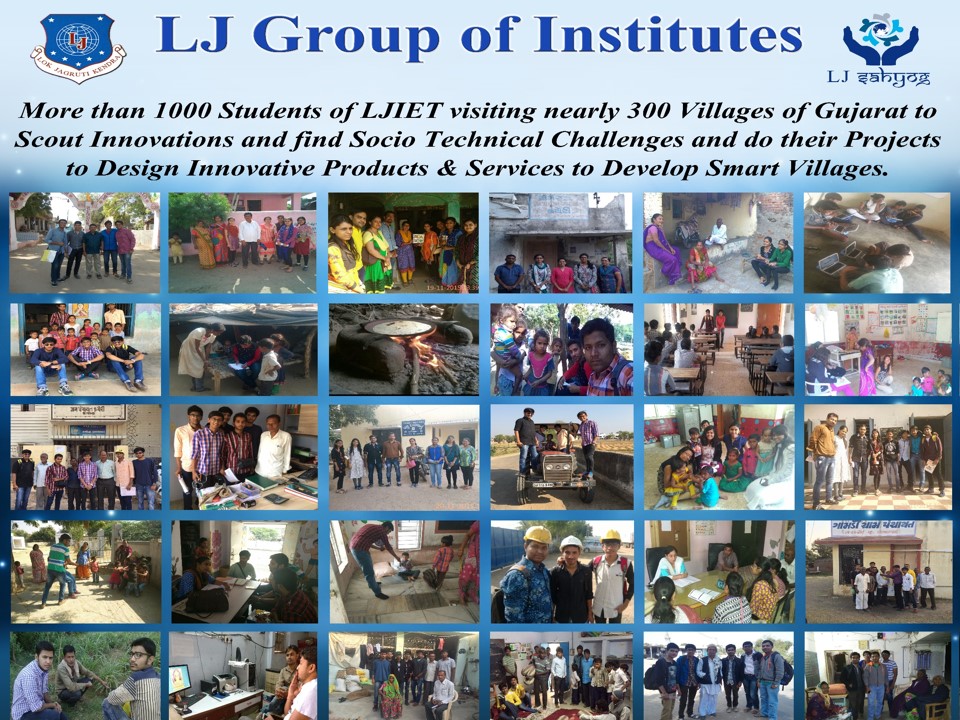 LJ Group of Institutes
LJ
LOK JAGRUTI KENDRA
LJ Sahyog
More than 1000 Students of LJIET visiting nearly 300 Villages of Gujarat to
Scout Innovations and find Socio Technical Challenges and do their Projects
to Design Innovative Products & Services to Develop Smart Villages.